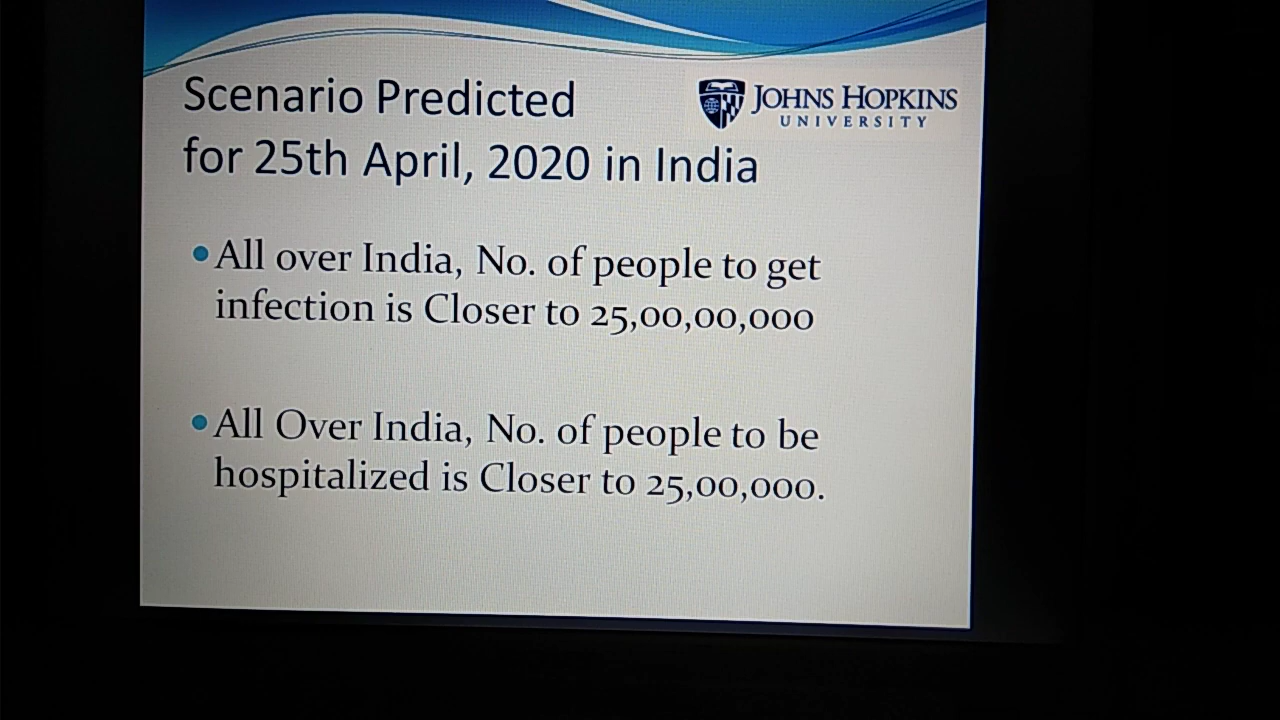 Scenario Predicted
for 25th April, 2020 in India
JOHNS HOPKINS
UNIVERSITY
•All over India, No. of people to get
infection is Closer to 25,00,00,000
•All Over India, No. of people to be
hospitalized is Closer to 25,00,000.